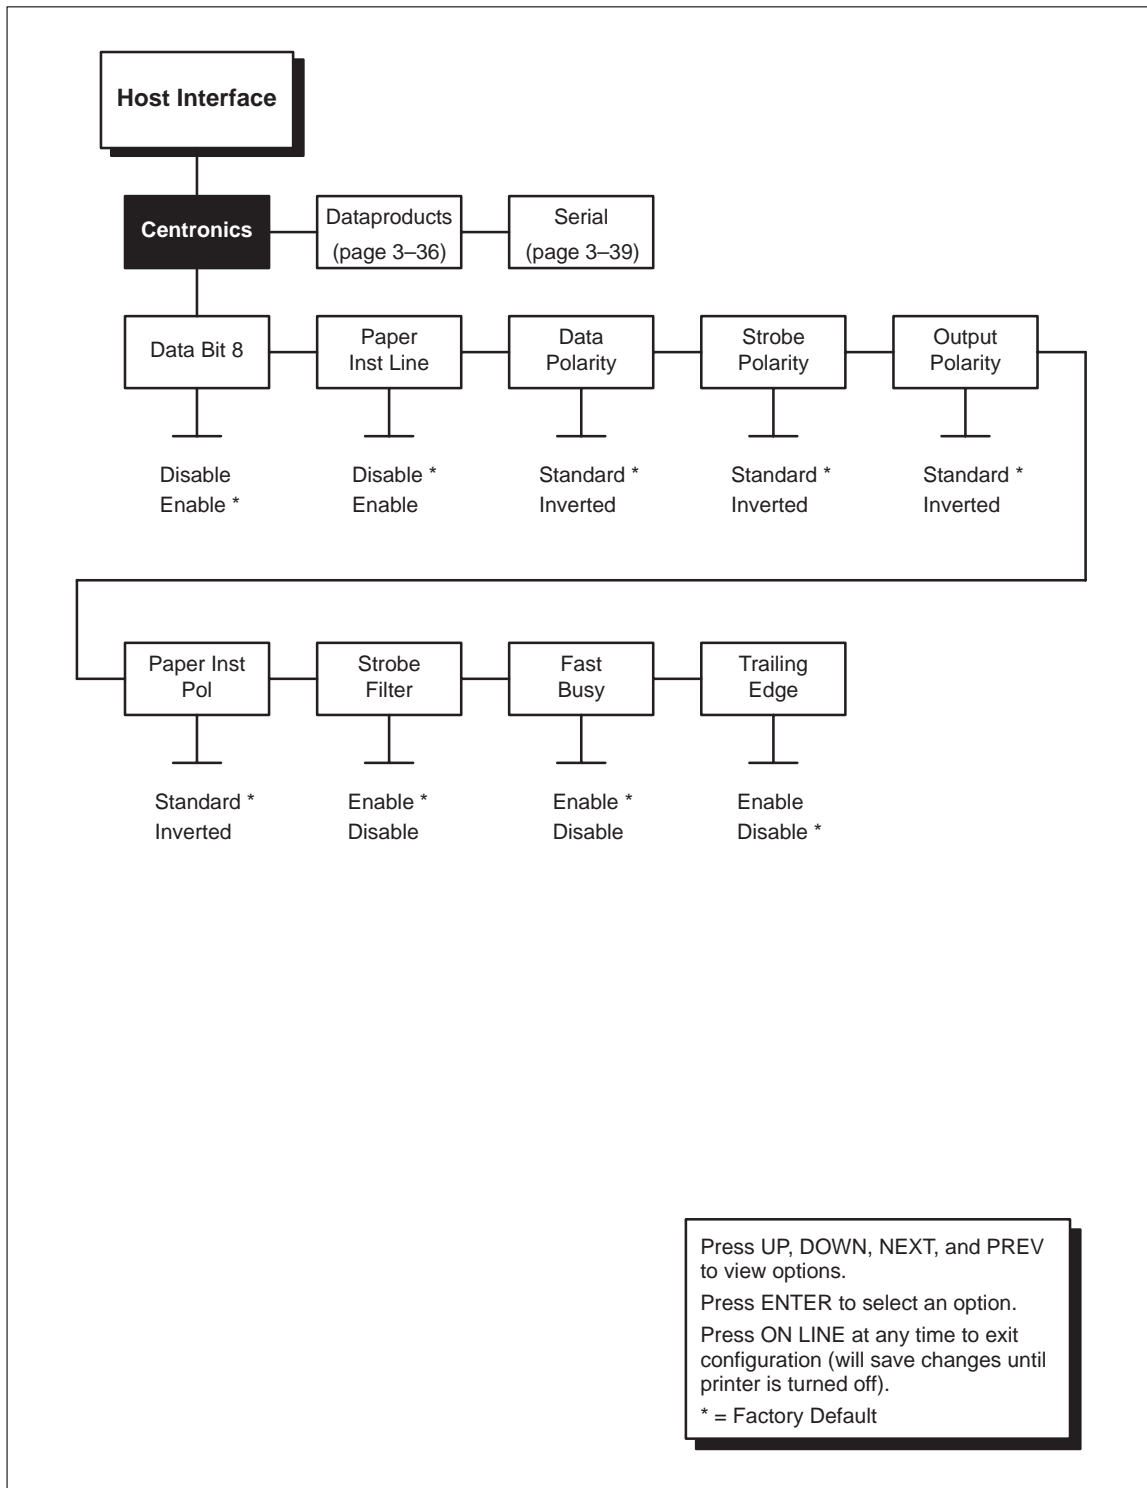 Host Interface
Centronics
Dataproducts
(page 3–36)
Serial
(page 3–39)
Data Bit 8
Paper
Inst Line
Data
Polarity
Strobe
Polarity
Output
Polarity
Disable
Enable *
Disable *
Enable
Standard *
Inverted
Standard *
Inverted
Standard *
Inverted
Paper Inst
Pol
Strobe
Filter
Fast
Busy
Trailing
Edge
Standard *
Inverted
Enable *
Disable
Enable *
Disable
Enable
Disable *
Press UP, DOWN, NEXT, and PREV
to view options.
Press ENTER to select an option.
Press ON LINE at any time to exit
configuration (will save changes until
printer is turned off).
* = Factory Default